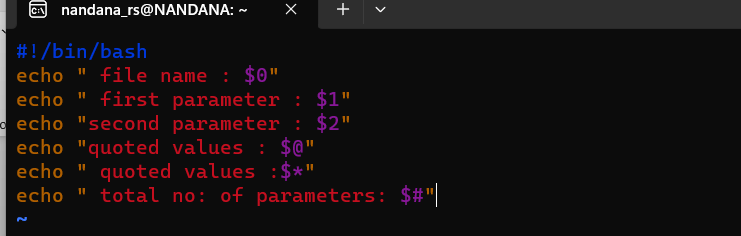 nandana_rs@NANDANA: ~
#!/bin/bash
echo " file name : $0"
echo " first parameter : $1"
echo "second parameter : $2"
echo "quoted values : $@"
echo " quoted values :$*"
echo " total no: of parameters: $#"
~